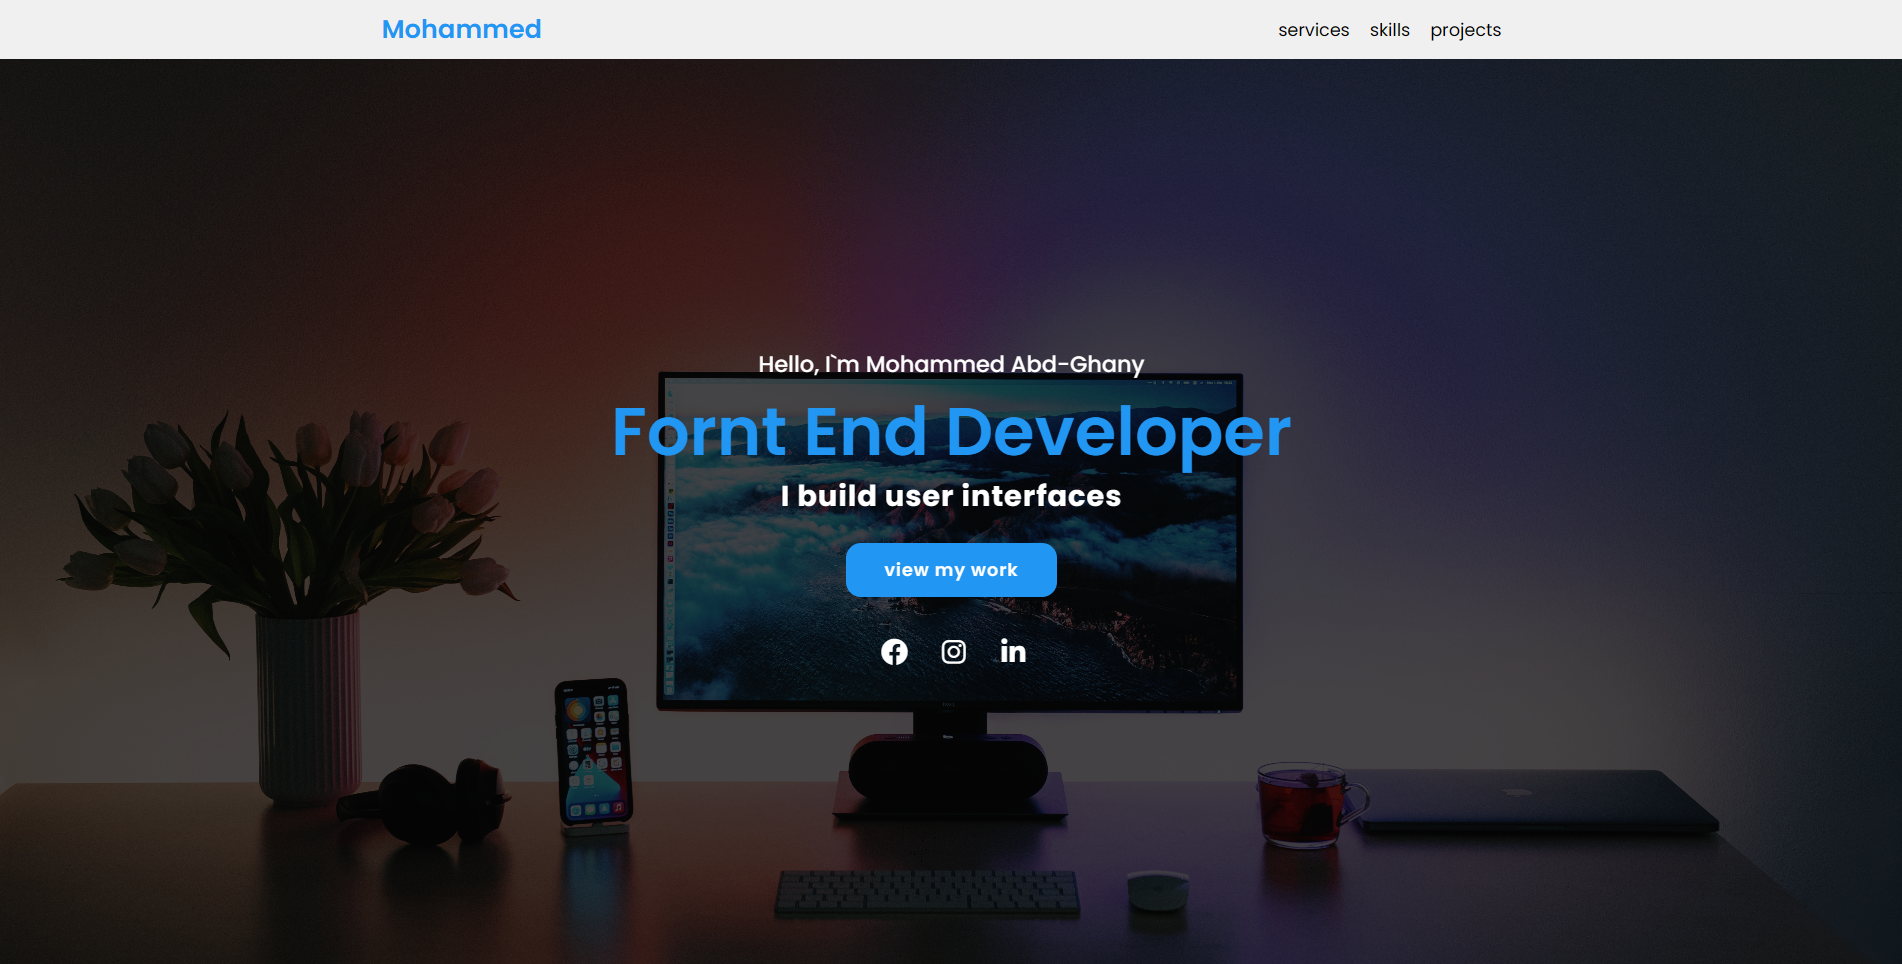 Mohammed
services skills projects
Hello, I`m Mohammed Abd-Ghany
Fornt End Developer
I build user interfaces
view my work